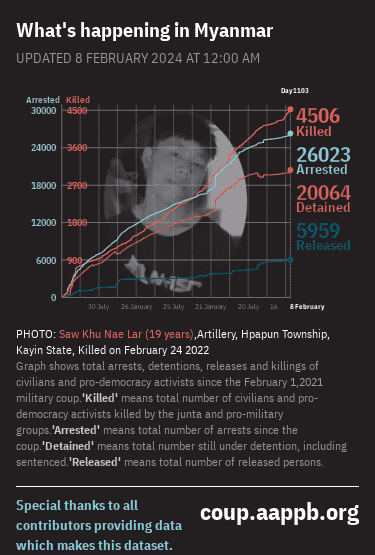 What's happening in Myanmar
UPDATED 8 FEBRUARY 2024 AT 12:00 AM
Day1103
Arrested Killed
30000 4500
24000 3600
18000 2700
12000 1800
6000 900
0
4506
Killed
26023
Arrested
20064
Detained
5959
Released
30 July 26 January 25 July 21 January 20 July 16 8 February
PHOTO: Saw Khu Nae Lar (19 years),Artillery, Hpapun Township,
Kayin State, Killed on February 24 2022
Graph shows total arrests, detentions, releases and killings of
civilians and pro-democracy activists since the February 1,2021
military coup.'Killed' means total number of civilians and pro-
democracy activists killed by the junta and pro-military
groups.'Arrested' means total number of arrests since the
coup.'Detained' means total number still under detention, including
sentenced.'Released' means total number of released persons.
Special thanks to all
contributors providing data
which makes this dataset.
coup.aappb.org